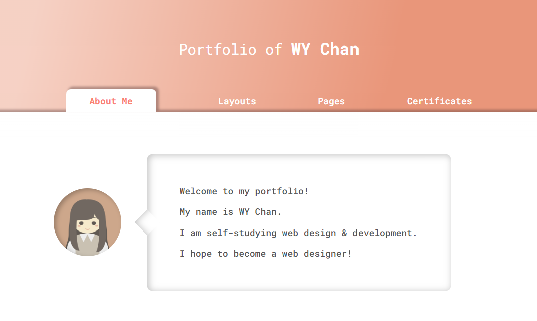 Portfolio of WY Chan
About Me Layouts Pages Certificates
Welcome to my portfolio!
My name is WY Chan.
I am self-studying web design & development.
I hope to become a web designer!